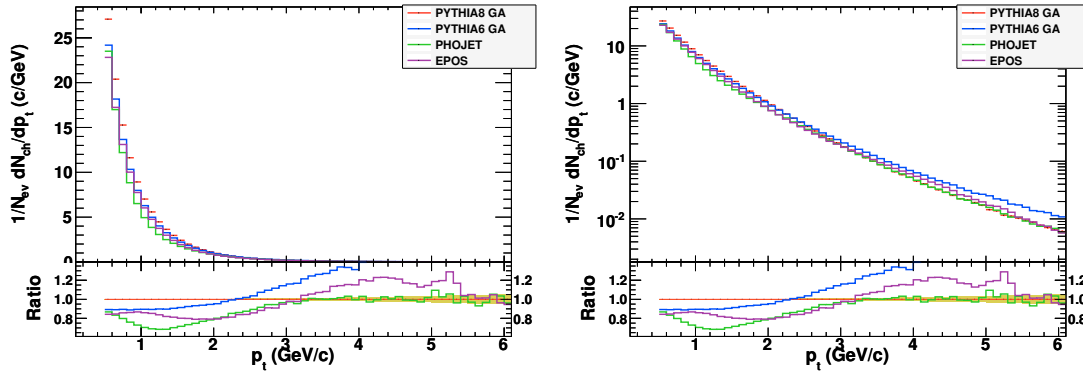 PYTHIA8 GA
PYTHIA6 GA
PHOJET
EPOS
1/N_ev dN_ch/dp_t (c/GeV)
25
20
15
10
5
0
Ratio
1.2
1.0
0.8
1.2
1.0
0.8
1 2 3 4 5 6
p_t (GeV/c)
PYTHIA8 GA
PYTHIA6 GA
PHOJET
EPOS
1/N_ev dN_ch/dp_t (c/GeV)
10
1
10^-1
10^-2
Ratio
1.2
1.0
0.8
1.2
1.0
0.8
1 2 3 4 5 6
p_t (GeV/c)